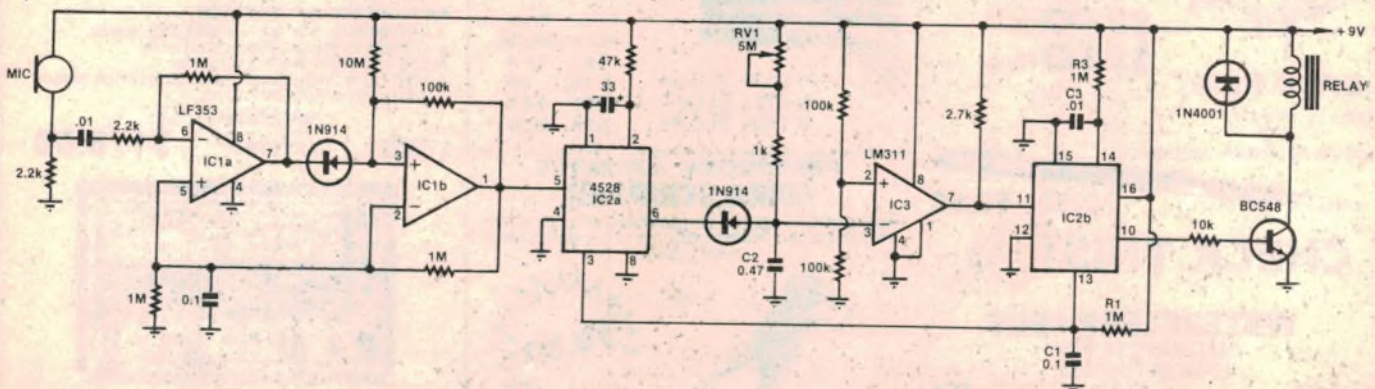 MIC
2.2k
.01
2.2k
1M
LF353
6
−
8
IC1a
7
+
5
4
1M
0.1
1N914
10M
100k
3
+
IC1b
1
−
2
1M
47k
33
− +
1
2
5
4528
IC2a
4
6
3
8
1N914
RV1
5M
1k
C2
0.47
100k
100k
LM311
2
+
8
IC3
7
−
3
4
1
2.7k
R3
1M
C3
.01
15
14
11
16
IC2b
12
10
13
R1
1M
C1
0.1
10k
BC548
1N4001
RELAY
+9V